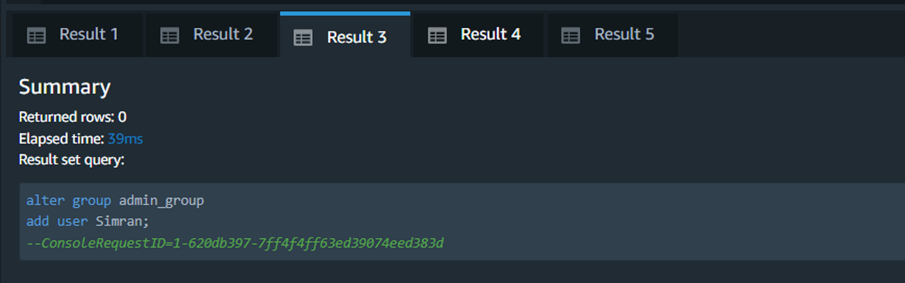 Result 1 Result 2 Result 3 Result 4 Result 5
Summary
Returned rows: 0
Elapsed time: 39ms
Result set query:
alter group admin_group
add user Simran;
--ConsoleRequestID=1-620db397-7ff4f4ff63ed39074eed383d